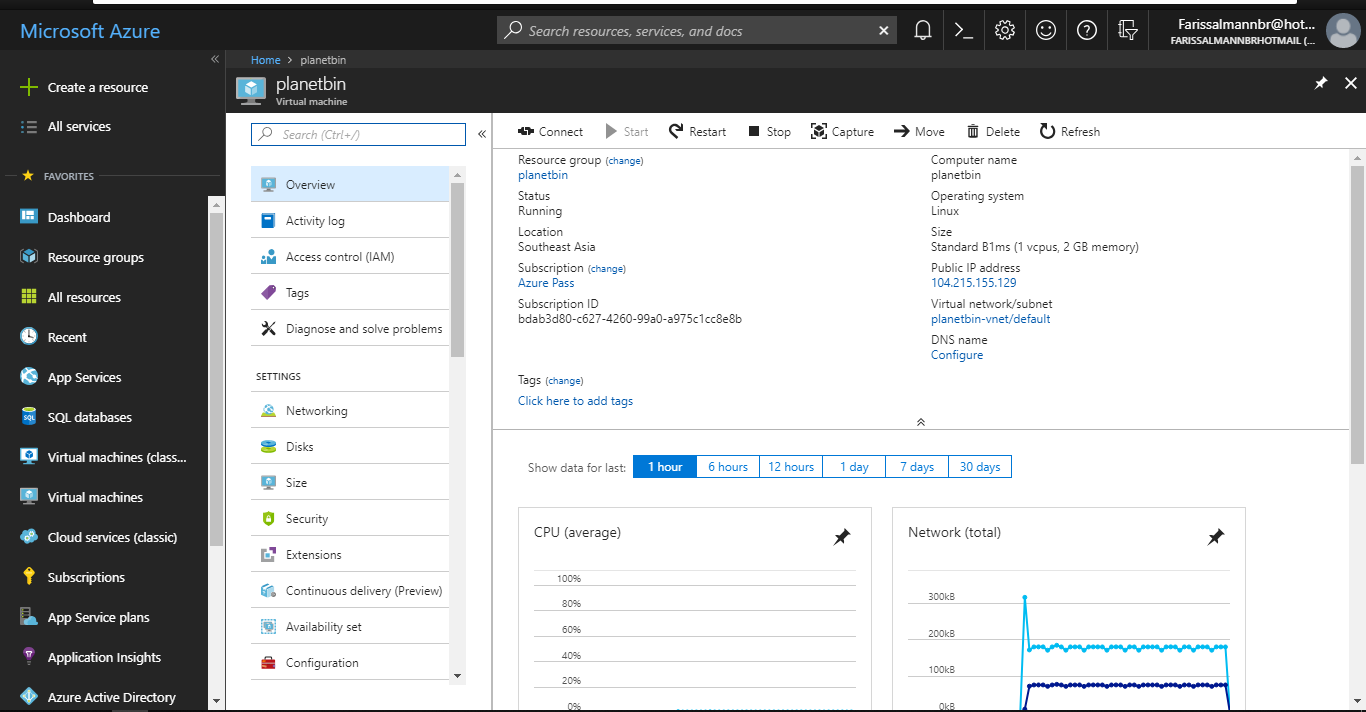 Microsoft Azure
Search resources, services, and docs
Farissalmannbr@hot...
FARISSALMANNBRHOTMAIL (...
Create a resource
All services
FAVORITES
Dashboard
Resource groups
All resources
Recent
App Services
SQL databases
Virtual machines (class...
Virtual machines
Cloud services (classic)
Subscriptions
App Service plans
Application Insights
Azure Active Directory
Home > planetbin
planetbin
Virtual machine
Search (Ctrl+/)
Overview
Activity log
Access control (IAM)
Tags
Diagnose and solve problems
SETTINGS
Networking
Disks
Size
Security
Extensions
Continuous delivery (Preview)
Availability set
Configuration
Connect Start Restart Stop Capture Move Delete Refresh
Resource group (change)
planetbin
Status
Running
Location
Southeast Asia
Subscription (change)
Azure Pass
Subscription ID
bdab3d80-c627-4260-99a0-a975c1cc8e8b
Computer name
planetbin
Operating system
Linux
Size
Standard B1ms (1 vcpus, 2 GB memory)
Public IP address
104.215.155.129
Virtual network/subnet
planetbin-vnet/default
DNS name
Configure
Tags (change)
Click here to add tags
Show data for last: 1 hour 6 hours 12 hours 1 day 7 days 30 days
CPU (average)
100%
80%
60%
40%
20%
0%
Network (total)
300kB
200kB
100kB
0kB